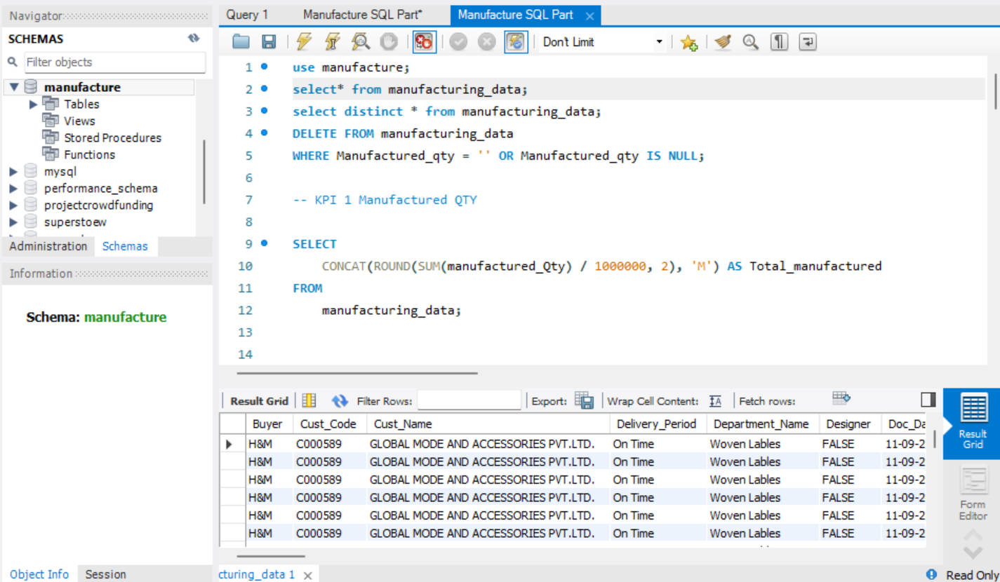 Navigator
SCHEMAS
Filter objects
manufacture
Tables
Views
Stored Procedures
Functions
mysql
performance_schema
projectcrowdfunding
superstoew
Administration Schemas
Information
Schema: manufacture
Object Info Session
Query 1 Manufacture SQL Part* Manufacture SQL Part
Don't Limit
1 use manufacture;
2 select* from manufacturing_data;
3 select distinct * from manufacturing_data;
4 DELETE FROM manufacturing_data
5 WHERE Manufactured_qty = '' OR Manufactured_qty IS NULL;
6
7 -- KPI 1 Manufactured QTY
8
9 SELECT
10 CONCAT(ROUND(SUM(manufactured_Qty) / 1000000, 2), 'M') AS Total_manufactured
11 FROM
12 manufacturing_data;
13
14
Result Grid Filter Rows: Export: Wrap Cell Content: Fetch rows:
Buyer Cust_Code Cust_Name Delivery_Period Department_Name Designer Doc_Da
H&M C000589 GLOBAL MODE AND ACCESSORIES PVT.LTD. On Time Woven Lables FALSE 11-09-2
H&M C000589 GLOBAL MODE AND ACCESSORIES PVT.LTD. On Time Woven Lables FALSE 11-09-2
H&M C000589 GLOBAL MODE AND ACCESSORIES PVT.LTD. On Time Woven Lables FALSE 11-09-2
H&M C000589 GLOBAL MODE AND ACCESSORIES PVT.LTD. On Time Woven Lables FALSE 11-09-2
H&M C000589 GLOBAL MODE AND ACCESSORIES PVT.LTD. On Time Woven Lables FALSE 11-09-2
H&M C000589 GLOBAL MODE AND ACCESSORIES PVT.LTD. On Time Woven Lables FALSE 11-09-2
Result
Grid
Form
Editor
cturing_data 1
Read Only